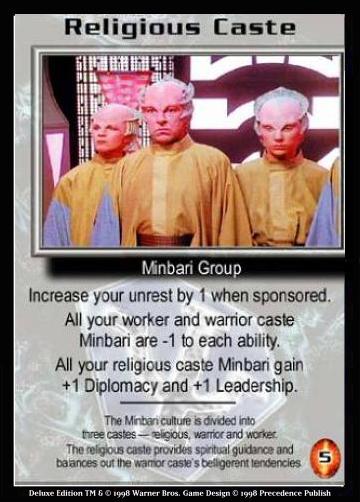 Religious Caste
Minbari Group
Increase your unrest by 1 when sponsored.
All your worker and warrior caste
Minbari are -1 to each ability.
All your religious caste Minbari gain
+1 Diplomacy and +1 Leadership.
The Minbari culture is divided into
three castes — religious, warrior and worker.
The religious caste provides spiritual guidance and
balances out the warrior caste's belligerent tendencies
5
Deluxe Edition TM & © 1998 Warner Bros. Game Design © 1998 Precedence Publish